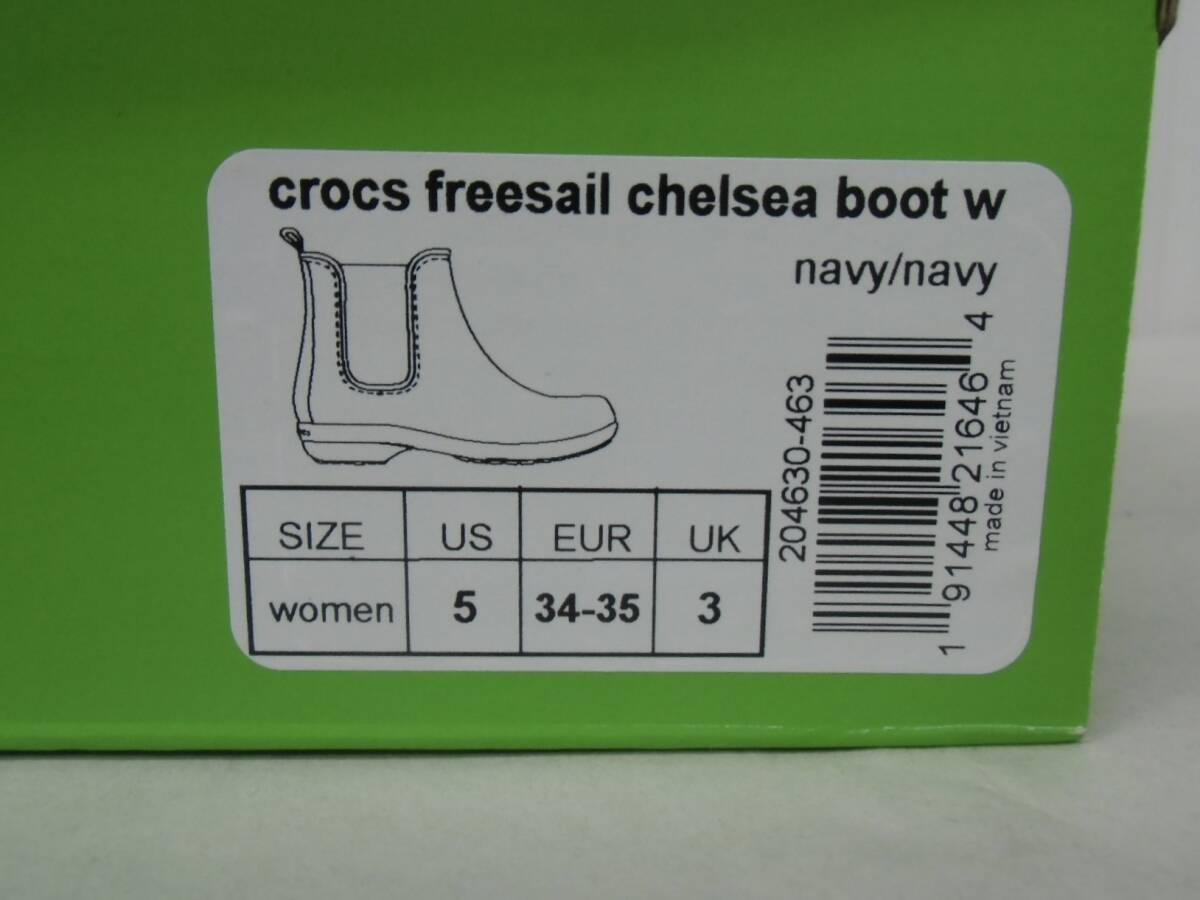 crocs freesail chelsea boot w
navy/navy
SIZE US EUR UK
women 5 34-35 3
204630-463
1 91448 21646 4
made in vietnam